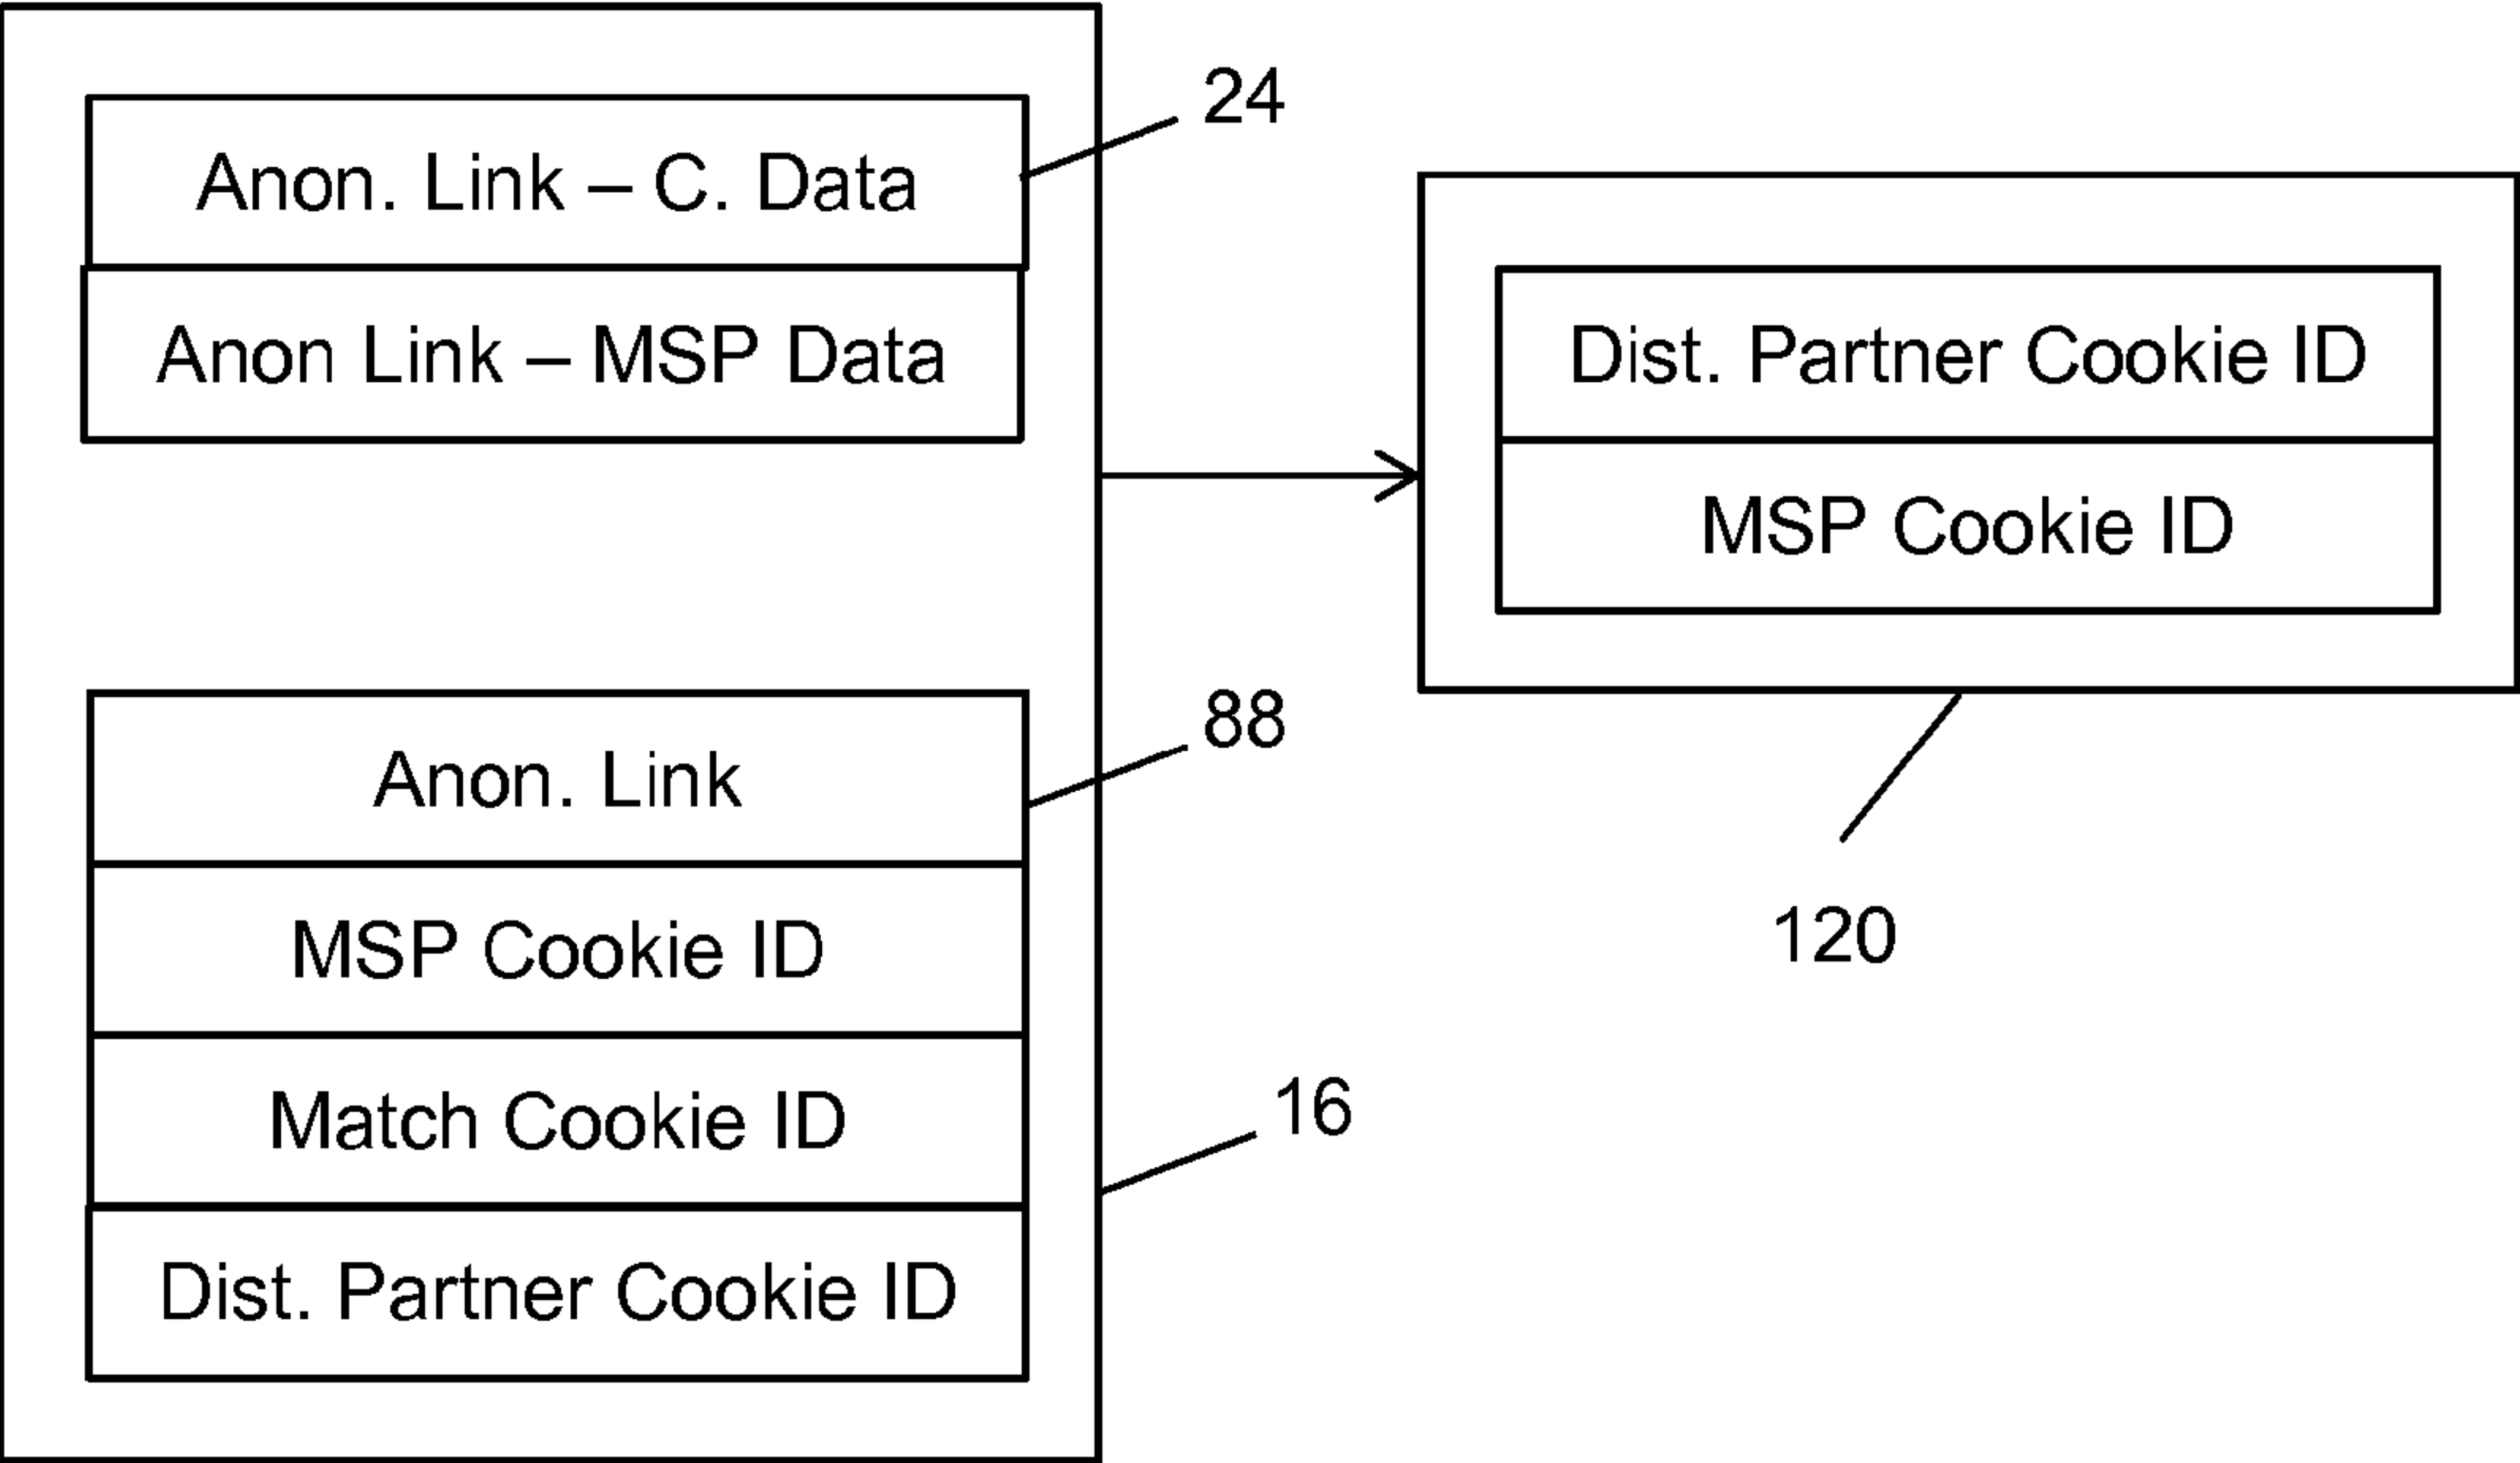 Anon. Link – C. Data
Anon Link – MSP Data
24
Dist. Partner Cookie ID
MSP Cookie ID
120
Anon. Link
MSP Cookie ID
Match Cookie ID
Dist. Partner Cookie ID
88
16